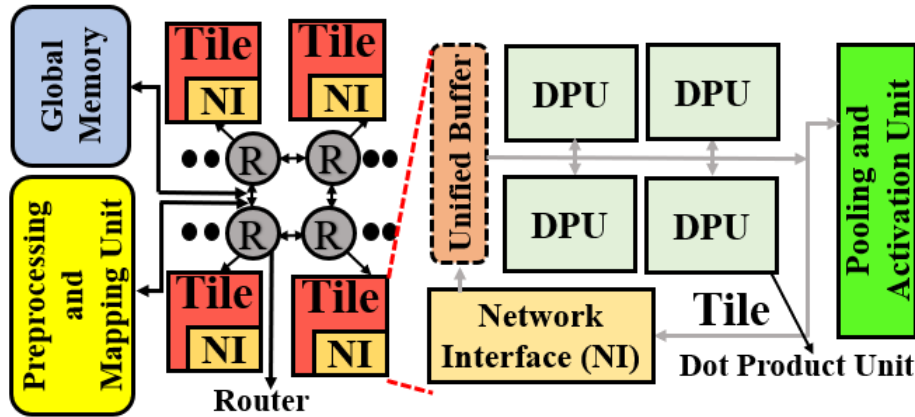 Global
Memory
Preprocessing
and
Mapping Unit
Tile
NI
Tile
NI
R
R
R
R
Tile
NI
Tile
NI
Router
Unified Buffer
DPU
DPU
DPU
DPU
Network
Interface (NI)
Tile
Dot Product Unit
Pooling and
Activation Unit